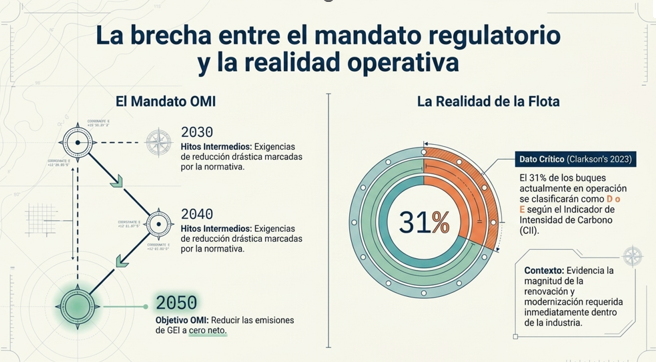 La brecha entre el mandato regulatorio
y la realidad operativa
El Mandato OMI
2030
Hitos Intermedios: Exigencias
de reducción drástica marcadas
por la normativa.
2040
Hitos Intermedios: Exigencias
de reducción drástica marcadas
por la normativa.
2050
Objetivo OMI: Reducir las emisiones
de GEI a cero neto.
La Realidad de la Flota
31%
Dato Crítico (Clarkson's 2023)
El 31% de los buques
actualmente en operación
se clasificarán como D o
E según el Indicador de
Intensidad de Carbono
(CII).
Contexto: Evidencia la
magnitud de la
renovación y
modernización requerida
inmediatamente dentro
de la industria.